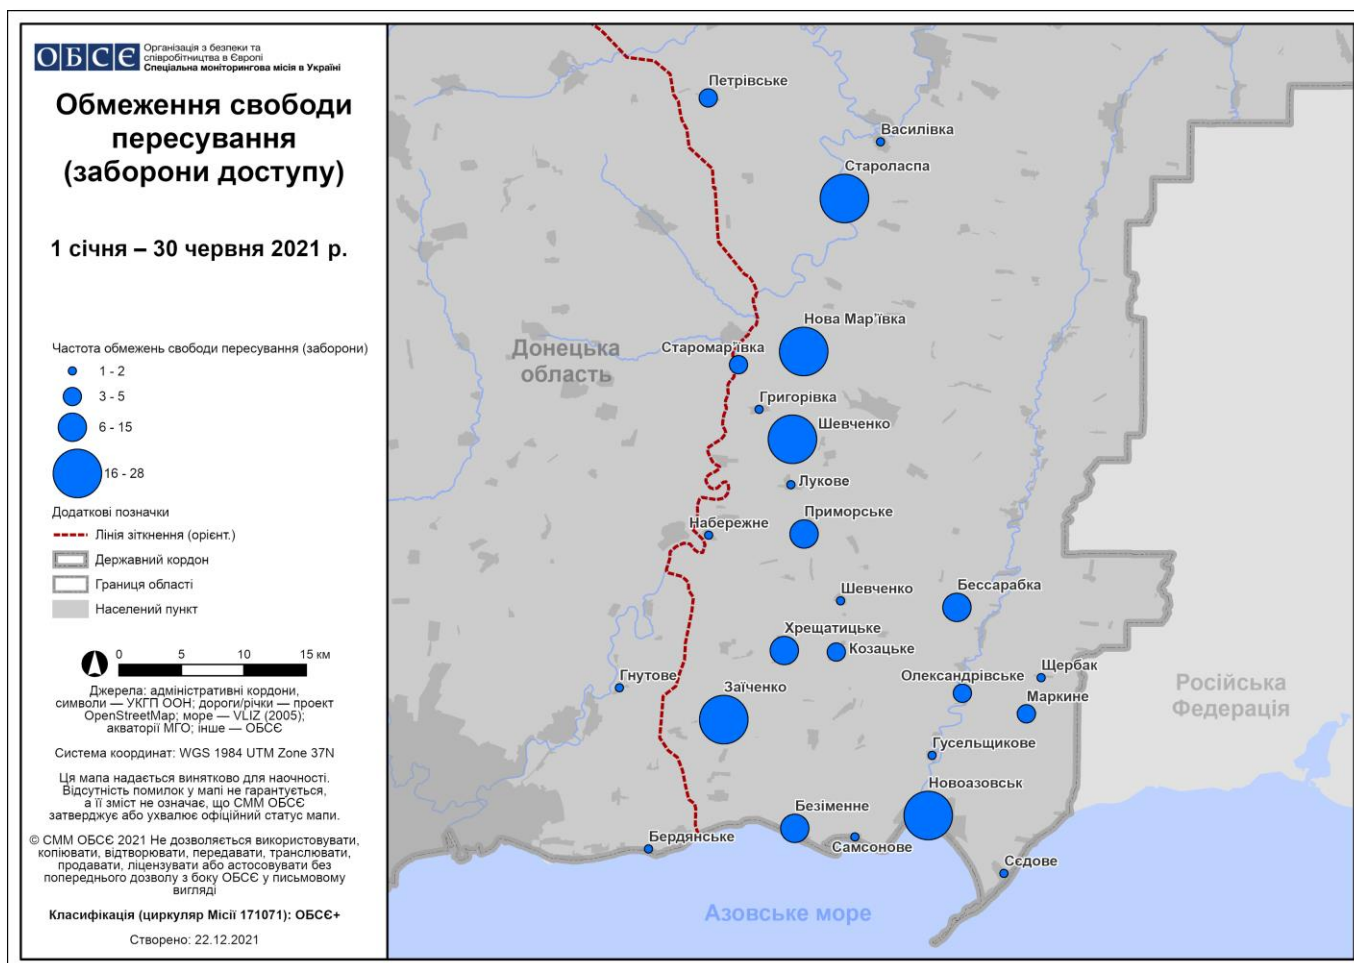 ОБСЄ
Організація з безпеки та
співробітництва в Європі
Спеціальна моніторингова місія в Україні
Обмеження свободи
пересування
(заборони доступу)
1 січня – 30 червня 2021 р.
Частота обмежень свободи пересування (заборони)
1 - 2
3 - 5
6 - 15
16 - 28
Додаткові позначки
Лінія зіткнення (орієнт.)
Державний кордон
Границя області
Населений пункт
0 5 10 15 км
Джерела: адміністративні кордони,
символи — УКГП ООН; дороги/річки — проект
OpenStreetMap; море — VLIZ (2005);
акваторії МГО; інше — ОБСЄ
Система координат: WGS 1984 UTM Zone 37N
Ця мапа надається винятково для наочності.
Відсутність помилок у мапі не гарантується,
а її зміст не означає, що СММ ОБСЄ
затверджує або ухвалює офіційний статус мапи.
© СММ ОБСЄ 2021 Не дозволяється використовувати,
копіювати, відтворювати, передавати, транслювати,
продавати, ліцензувати або астосовувати без
попереднього дозволу з боку ОБСЄ у письмовому
вигляді
Класифікація (циркуляр Місії 171071): ОБСЄ+
Створено: 22.12.2021
Петрівське
Василівка
Староласпа
Нова Мар'ївка
Старомар'ївка
Донецька
область
Григорівка
Шевченко
Лукове
Приморське
Набережне
Шевченко
Бессарабка
Хрещатицьке
Козацьке
Щербак
Гнутове
Олександрівське
Заїченко
Маркине
Російська
Федерація
Гусельщикове
Новоазовськ
Безіменне
Бердянське
Самсонове
Сєдове
Азовське море